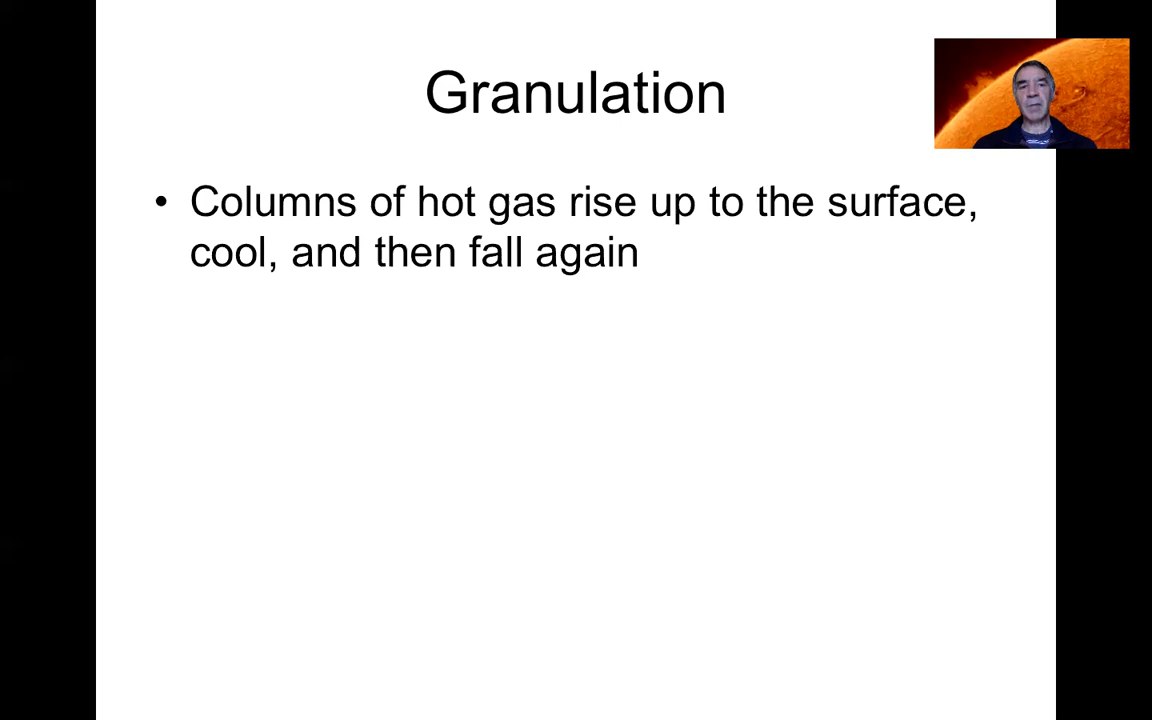 Granulation
• Columns of hot gas rise up to the surface,
cool, and then fall again